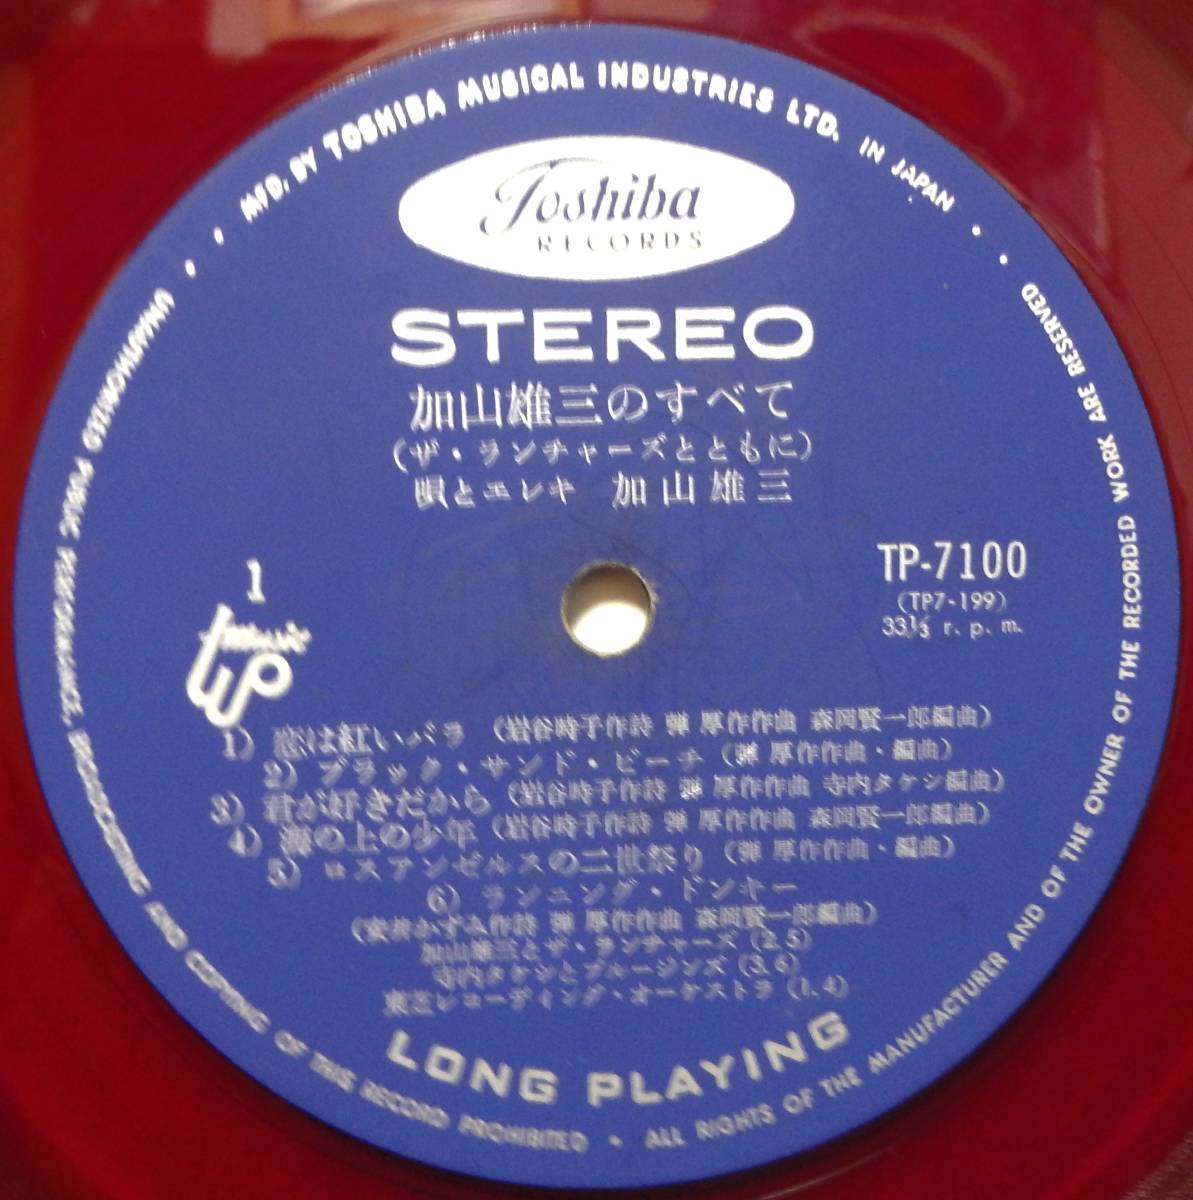 MFD. BY TOSHIBA MUSICAL INDUSTRIES LTD. IN JAPAN
Toshiba
RECORDS
STEREO
加山雄三のすべて
(ザ・ランチャーズとともに)
唄とエレキ 加山雄三
1
TP-7100
(TP7-199)
33⅓ r. p. m.
music
1) 恋は紅いバラ (岩谷時子作詩 弾 厚作作曲 森岡賢一郎編曲)
2) ブラック・サンド・ビーチ (弾 厚作作曲・編曲)
3) 君が好きだから (岩谷時子作詩 弾 厚作作曲 寺内タケシ編曲)
4) 海の上の少年 (岩谷時子作詩 弾 厚作作曲 森岡賢一郎編曲)
5) ロスアンゼルスの二世祭り (弾 厚作作曲・編曲)
6) ランニング・ドンキー
(安井かずみ作詩 弾 厚作作曲 森岡賢一郎編曲)
加山雄三とザ・ランチャーズ (2.5)
寺内タケシとブルージンズ (3.6)
東芝レコーディング・オーケストラ (1.4)
LONG PLAYING
UNAUTHORIZED PUBLIC PERFORMANCE, BROADCASTING AND COPYING OF THIS RECORD PROHIBITED • ALL RIGHTS OF THE MANUFACTURER AND OF THE OWNER OF THE RECORDED WORK ARE RESERVED